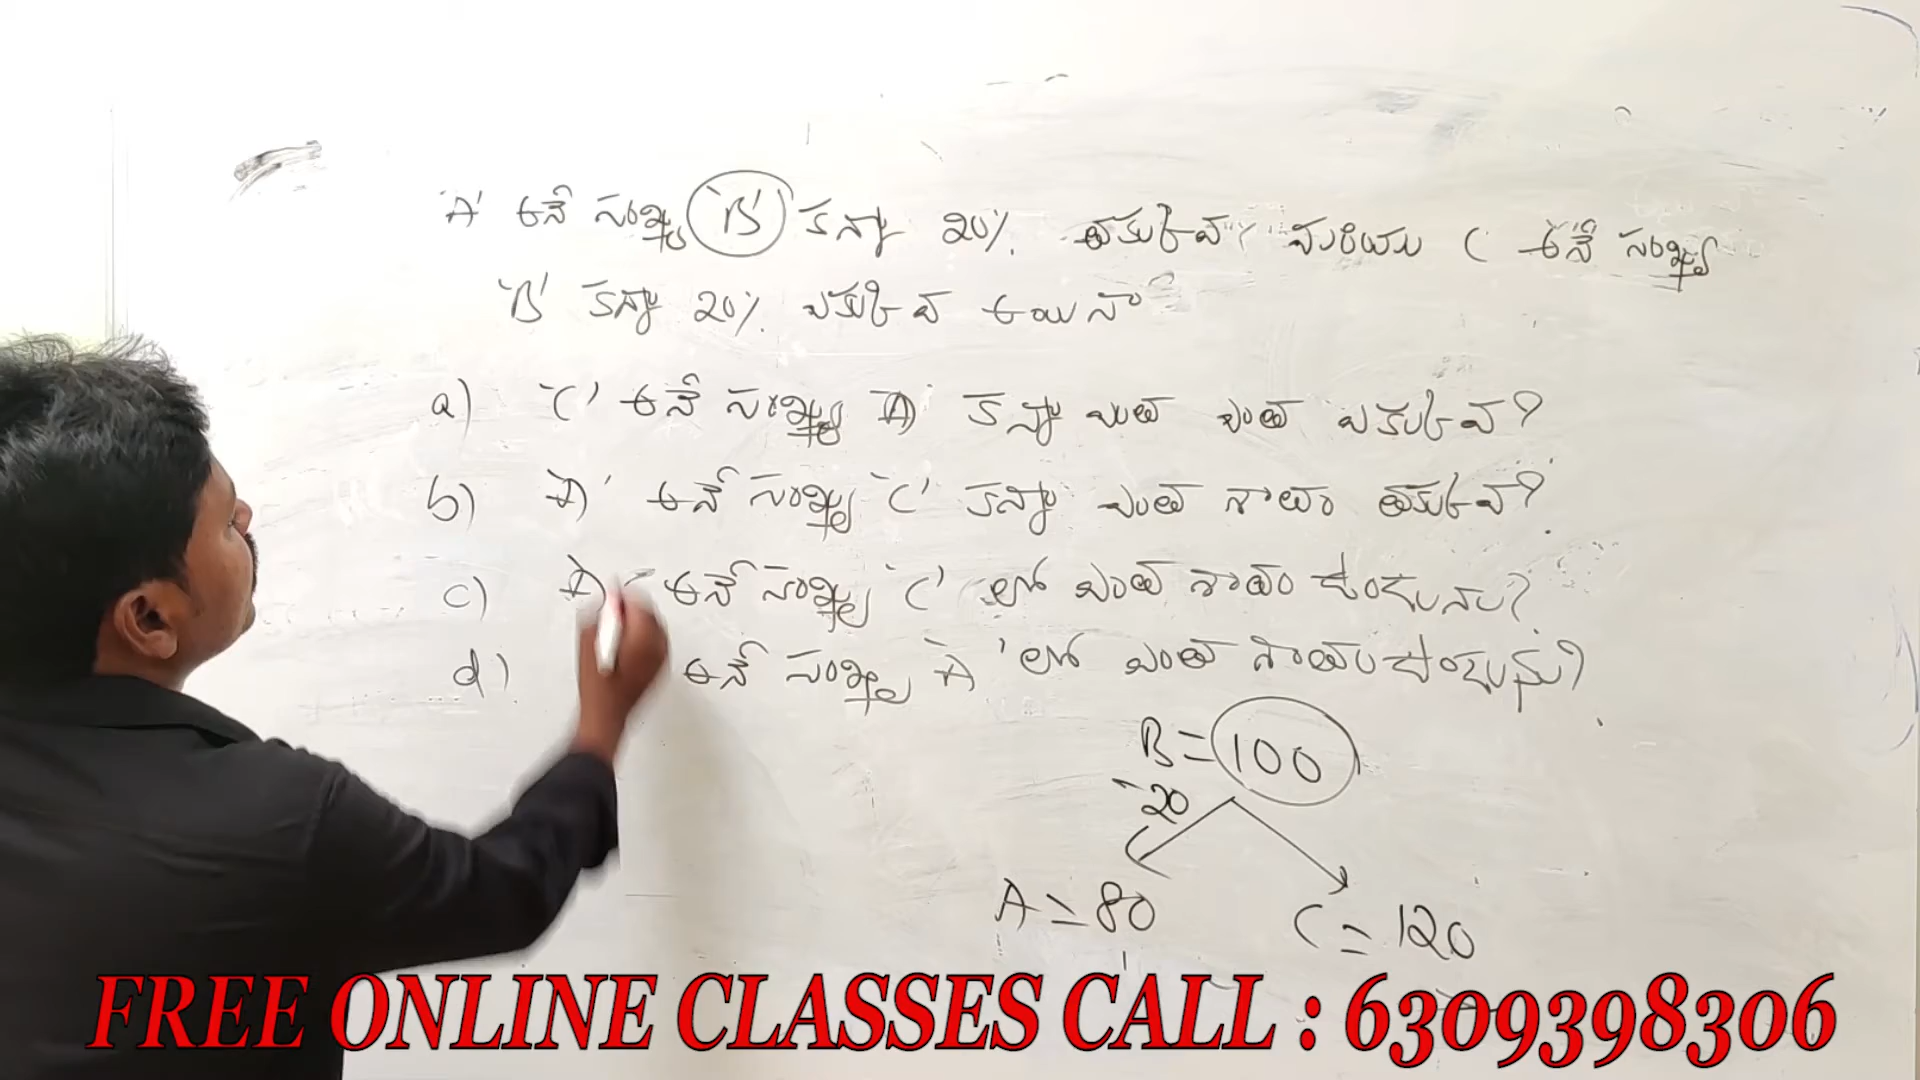 'A' అనే సంఖ్య 'B' కన్నా 20% తక్కువ మరియు C అనే సంఖ్య
'B' కన్నా 20% ఎక్కువ అయినా
a) 'C' అనే సంఖ్య A కన్నా ఎంత ఎక్కువ?
b) A' అనే సంఖ్య 'C' కన్నా ఎంత శాతం తక్కువ?
c) A' అనే సంఖ్య 'C' లో ఎంత శాతం ఉండును?
d) అనే సంఖ్య A 'లో ఎంత శాతం ఉండును?
B = 100
-20
A = 80
C = 120
FREE ONLINE CLASSES CALL : 6309398306